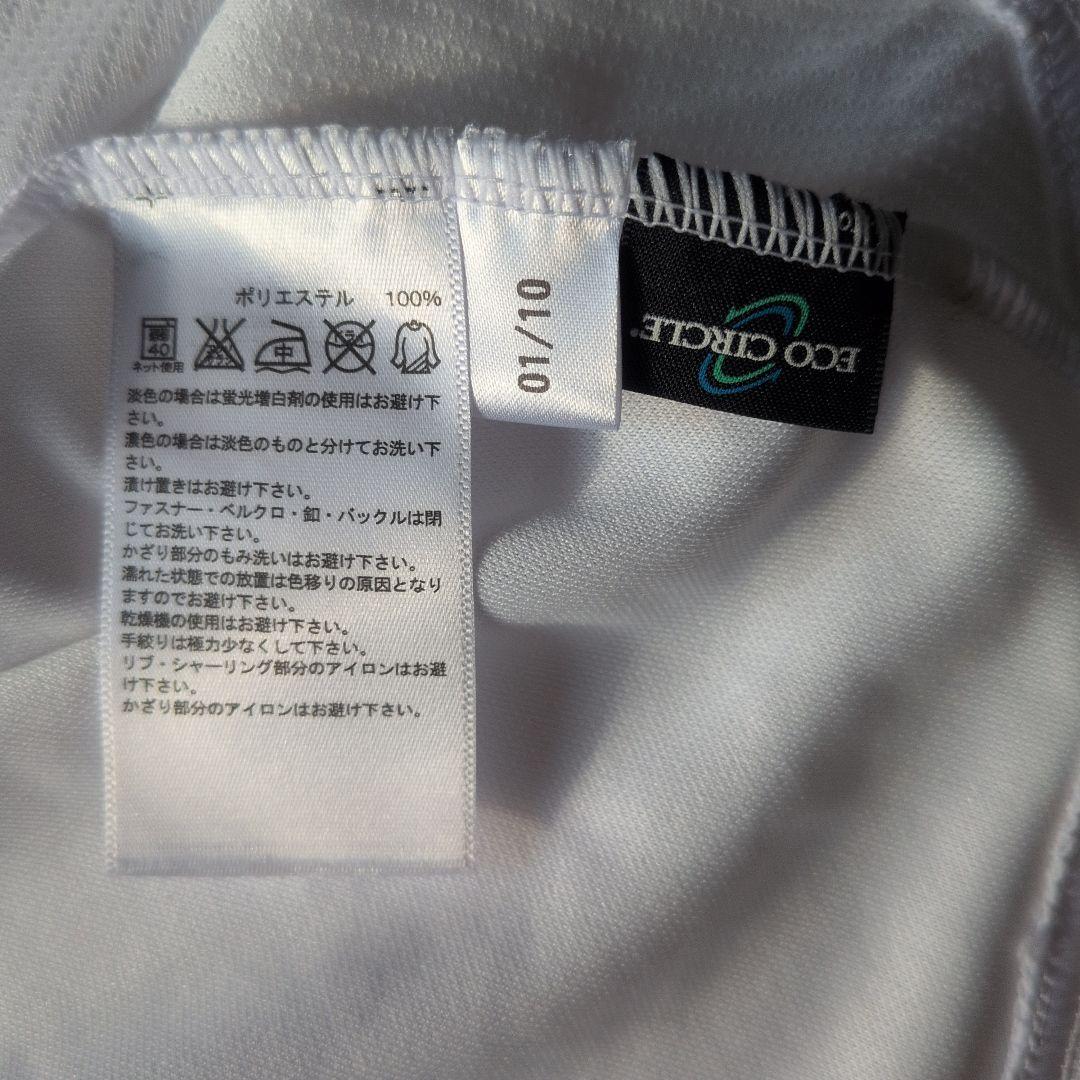 ポリエステル 100%
弱
40
ネット使用
中
ドライ
淡色の場合は蛍光増白剤の使用はお避け下
さい。
濃色の場合は淡色のものと分けてお洗い下
さい。
漬け置きはお避け下さい。
ファスナー・ベルクロ・釦・バックルは閉
じてお洗い下さい。
かざり部分のもみ洗いはお避け下さい。
濡れた状態での放置は色移りの原因となり
ますのでお避け下さい。
乾燥機の使用はお避け下さい。
手絞りは極力少なくして下さい。
リブ・シャーリング部分のアイロンはお避
け下さい。
かざり部分のアイロンはお避け下さい。
01/10
ECO CIRCLE®